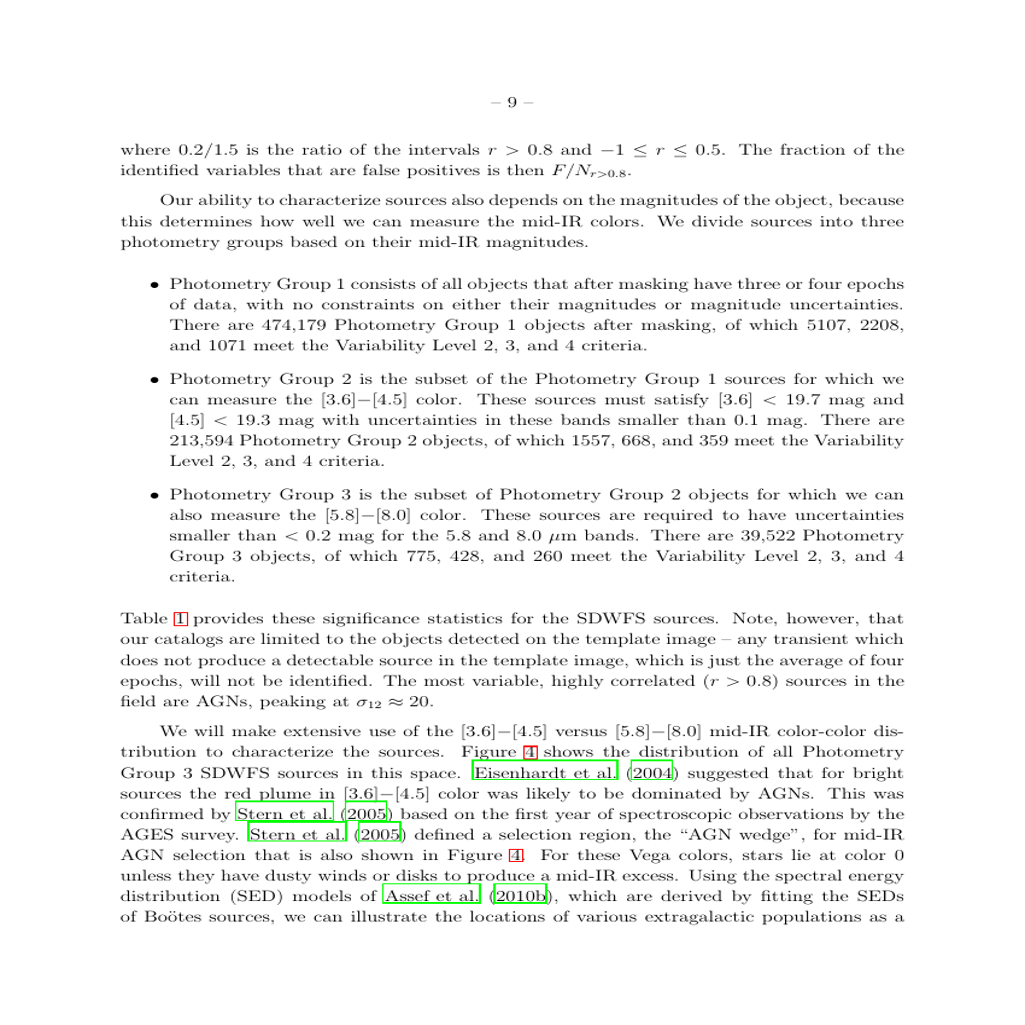 – 9 –
where 0.2/1.5 is the ratio of the intervals r > 0.8 and −1 ≤ r ≤ 0.5. The fraction of the
identified variables that are false positives is then F/N_{r>0.8}.
Our ability to characterize sources also depends on the magnitudes of the object, because
this determines how well we can measure the mid-IR colors. We divide sources into three
photometry groups based on their mid-IR magnitudes.
• Photometry Group 1 consists of all objects that after masking have three or four epochs
of data, with no constraints on either their magnitudes or magnitude uncertainties.
There are 474,179 Photometry Group 1 objects after masking, of which 5107, 2208,
and 1071 meet the Variability Level 2, 3, and 4 criteria.
• Photometry Group 2 is the subset of the Photometry Group 1 sources for which we
can measure the [3.6]−[4.5] color. These sources must satisfy [3.6] < 19.7 mag and
[4.5] < 19.3 mag with uncertainties in these bands smaller than 0.1 mag. There are
213,594 Photometry Group 2 objects, of which 1557, 668, and 359 meet the Variability
Level 2, 3, and 4 criteria.
• Photometry Group 3 is the subset of Photometry Group 2 objects for which we can
also measure the [5.8]−[8.0] color. These sources are required to have uncertainties
smaller than < 0.2 mag for the 5.8 and 8.0 μm bands. There are 39,522 Photometry
Group 3 objects, of which 775, 428, and 260 meet the Variability Level 2, 3, and 4
criteria.
Table 1 provides these significance statistics for the SDWFS sources. Note, however, that
our catalogs are limited to the objects detected on the template image – any transient which
does not produce a detectable source in the template image, which is just the average of four
epochs, will not be identified. The most variable, highly correlated (r > 0.8) sources in the
field are AGNs, peaking at σ₁₂ ≈ 20.
We will make extensive use of the [3.6]−[4.5] versus [5.8]−[8.0] mid-IR color-color dis-
tribution to characterize the sources. Figure 4 shows the distribution of all Photometry
Group 3 SDWFS sources in this space. Eisenhardt et al. (2004) suggested that for bright
sources the red plume in [3.6]−[4.5] color was likely to be dominated by AGNs. This was
confirmed by Stern et al. (2005) based on the first year of spectroscopic observations by the
AGES survey. Stern et al. (2005) defined a selection region, the “AGN wedge”, for mid-IR
AGN selection that is also shown in Figure 4. For these Vega colors, stars lie at color 0
unless they have dusty winds or disks to produce a mid-IR excess. Using the spectral energy
distribution (SED) models of Assef et al. (2010b), which are derived by fitting the SEDs
of Boötes sources, we can illustrate the locations of various extragalactic populations as a